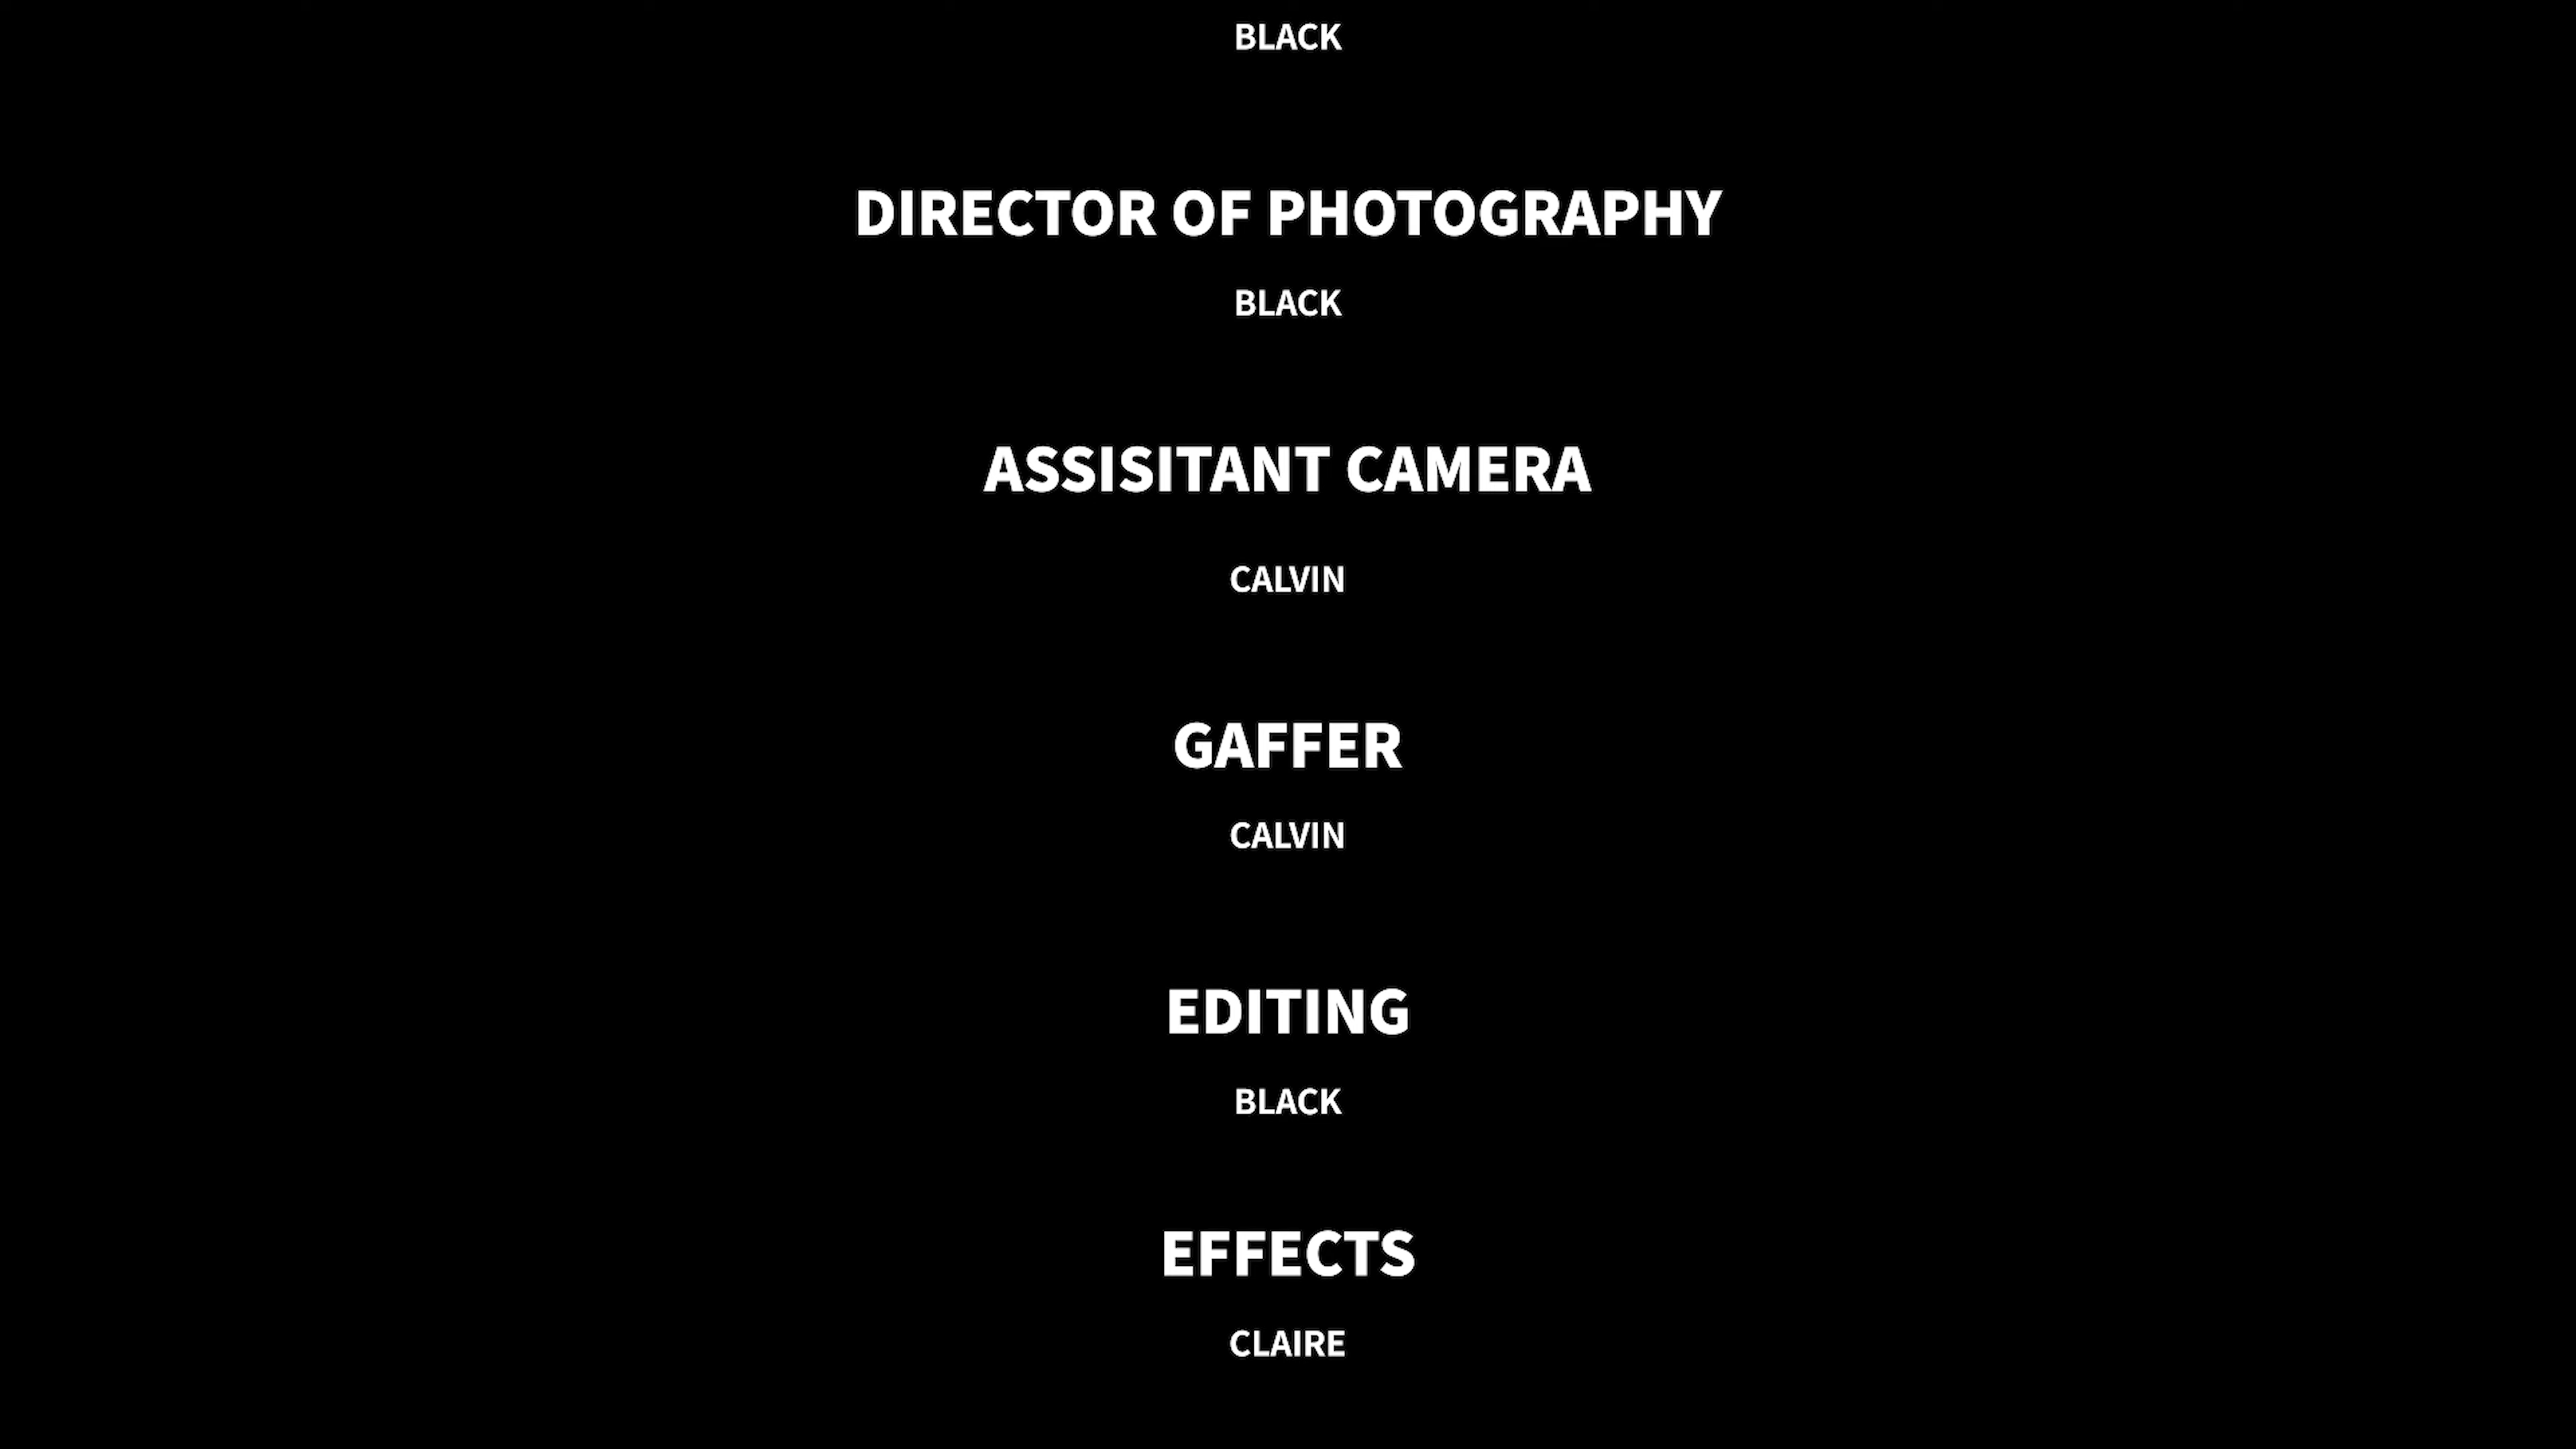 BLACK
DIRECTOR OF PHOTOGRAPHY
BLACK
ASSISITANT CAMERA
CALVIN
GAFFER
CALVIN
EDITING
BLACK
EFFECTS
CLAIRE